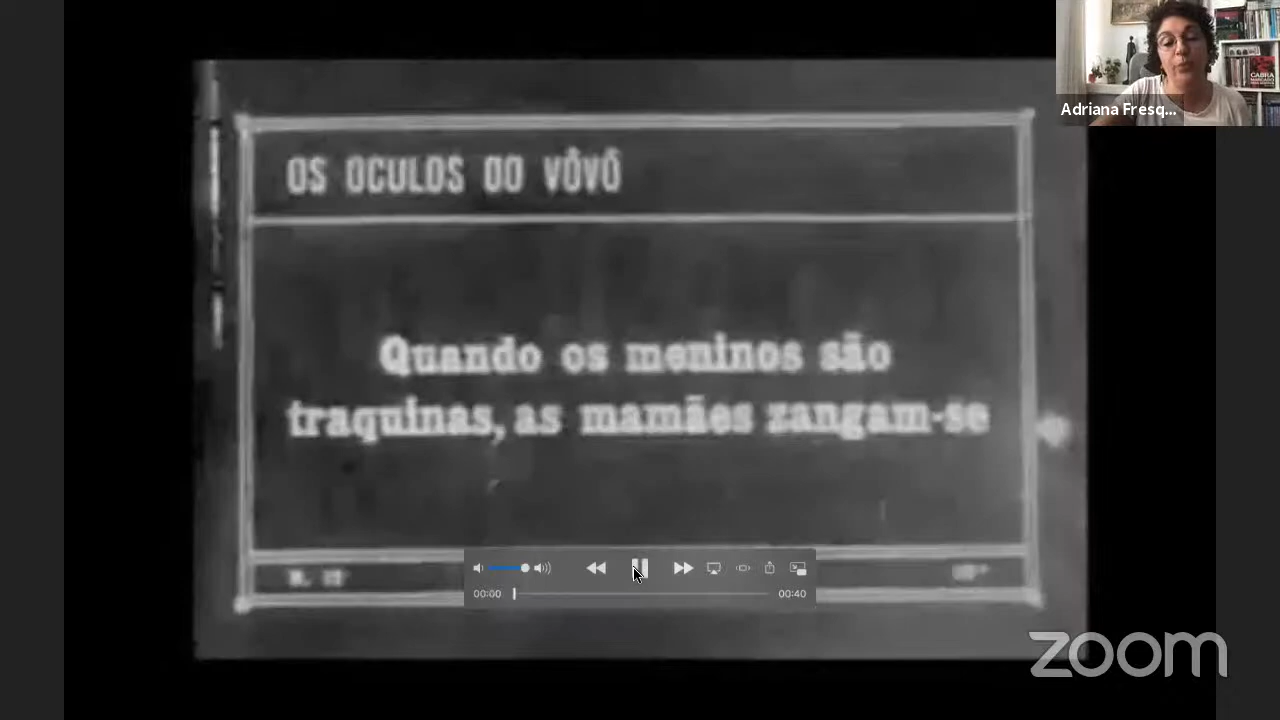 OS OCULOS DO VÔVÔ
Quando os meninos são
traquinas, as mamães zangam-se
00:00
00:40
Adriana Fresq...
CABRA
zoom